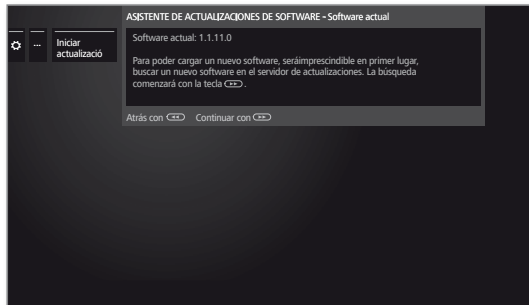 ASISTENTE DE ACTUALIZACIONES DE SOFTWARE - Software actual
...
Iniciar
actualizació
Software actual: 1.1.11.0
Para poder cargar un nuevo software, seráimprescindible en primer lugar,
buscar un nuevo software en el servidor de actualizaciones. La búsqueda
comenzará con la tecla .
Atrás con Continuar con